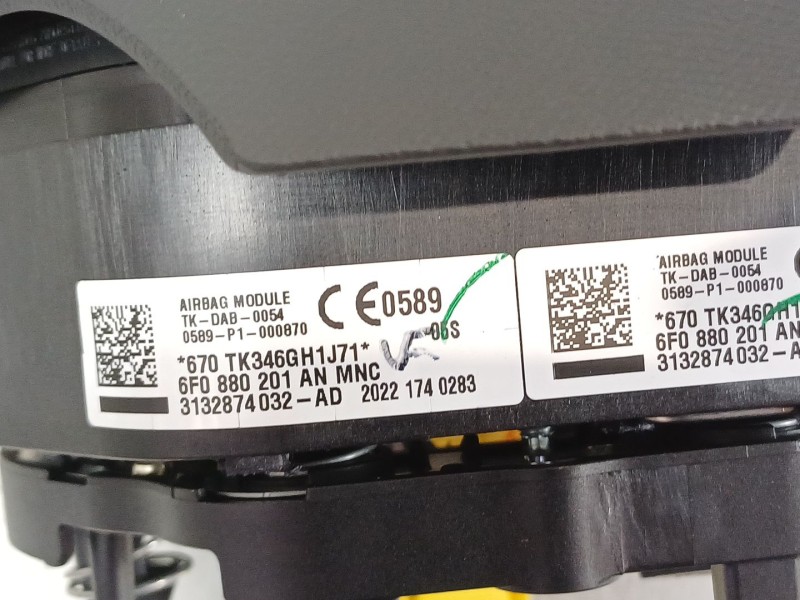 AIRBAG MODULE
TK-DAB-0054
0589-P1-000870
CE0589
06S
*670 TK346GH1J71*
6F0 880 201 AN MNC
3132874032-AD 2022 174 0283
AIRBAG MODULE
TK-DAB-0054
0589-P1-000870
*670 TK346GH1
6F0 880 201 AN
3132874032-A